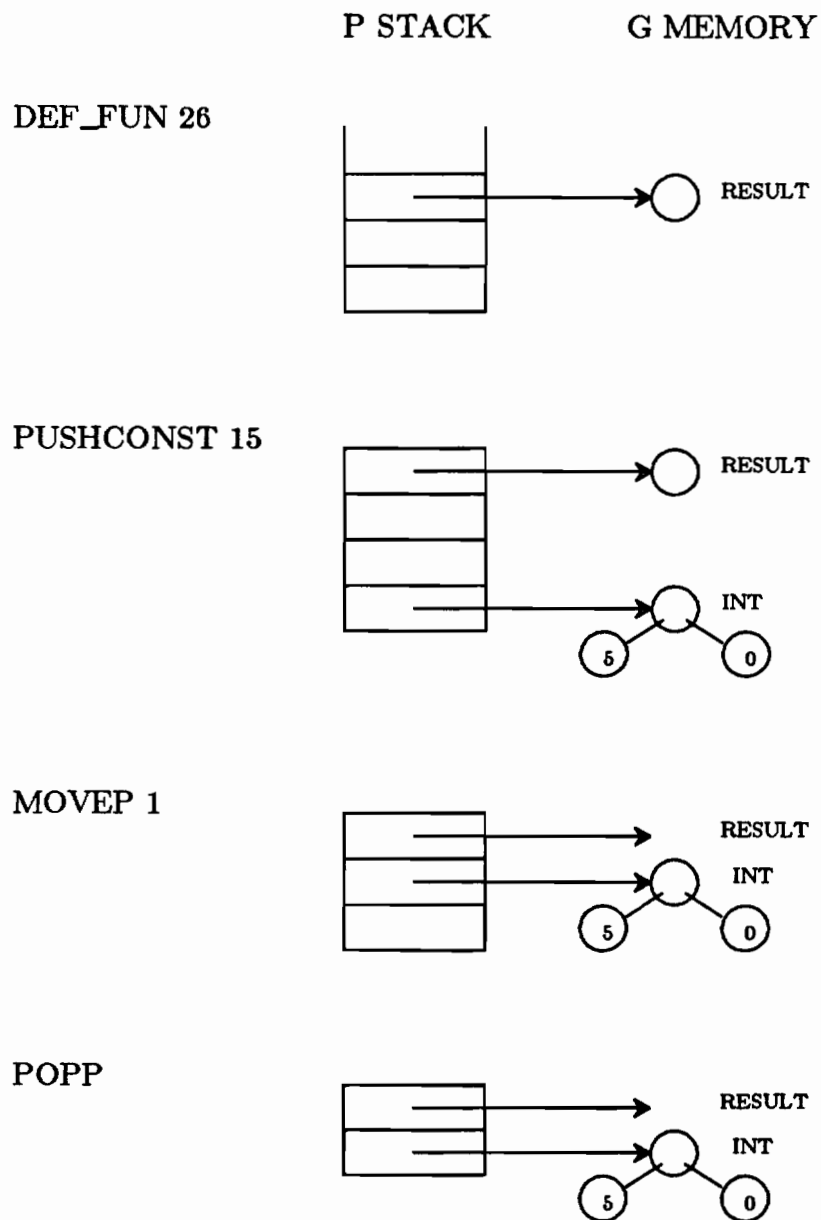 P STACK G MEMORY
DEF_FUN 26
RESULT
PUSHCONST 15
RESULT
INT
5 0
MOVEP 1
RESULT
INT
5 0
POPP
RESULT
INT
5 0